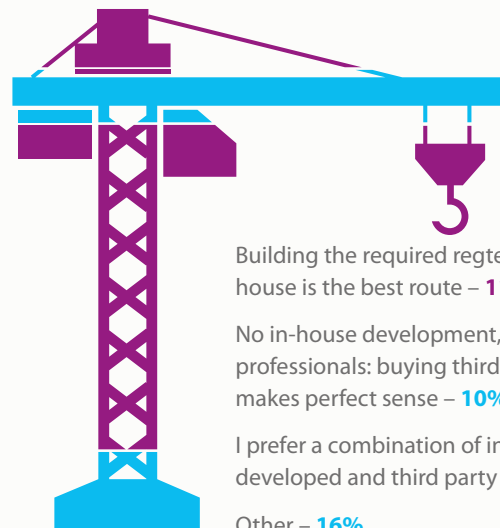 Building the required regte
house is the best route – 1
No in-house development,
professionals: buying third
makes perfect sense – 10%
I prefer a combination of i
developed and third party
Other – 16%